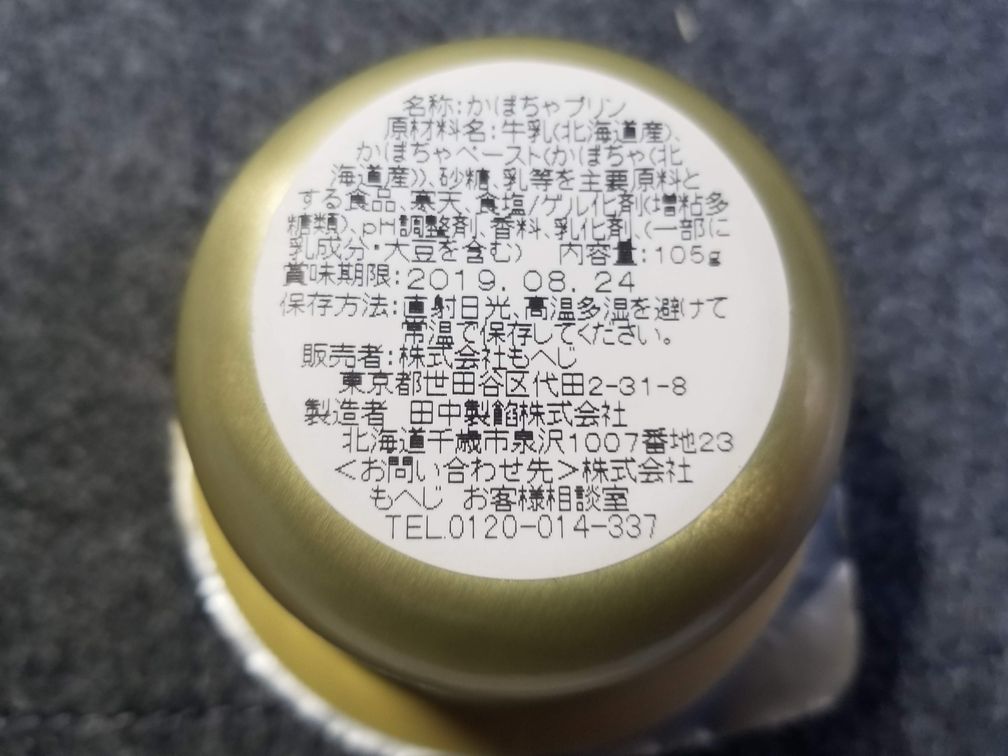 名称:かぼちゃプリン
原材料名:牛乳(北海道産)、
かぼちゃペースト(かぼちゃ(北
海道産))、砂糖、乳等を主要原料と
する食品、寒天、食塩/ゲル化剤(増粘多
糖類)、pH調整剤、香料、乳化剤、(一部に
乳成分・大豆を含む) 内容量:105g
賞味期限:2019. 08. 24
保存方法:直射日光、高温多湿を避けて
常温で保存してください。
販売者:株式会社もへじ
東京都世田谷区代田2-31-8
製造者 田中製餡株式会社
北海道千歳市泉沢1007番地23
<お問い合わせ先>株式会社
もへじ お客様相談室
TEL.0120-014-337